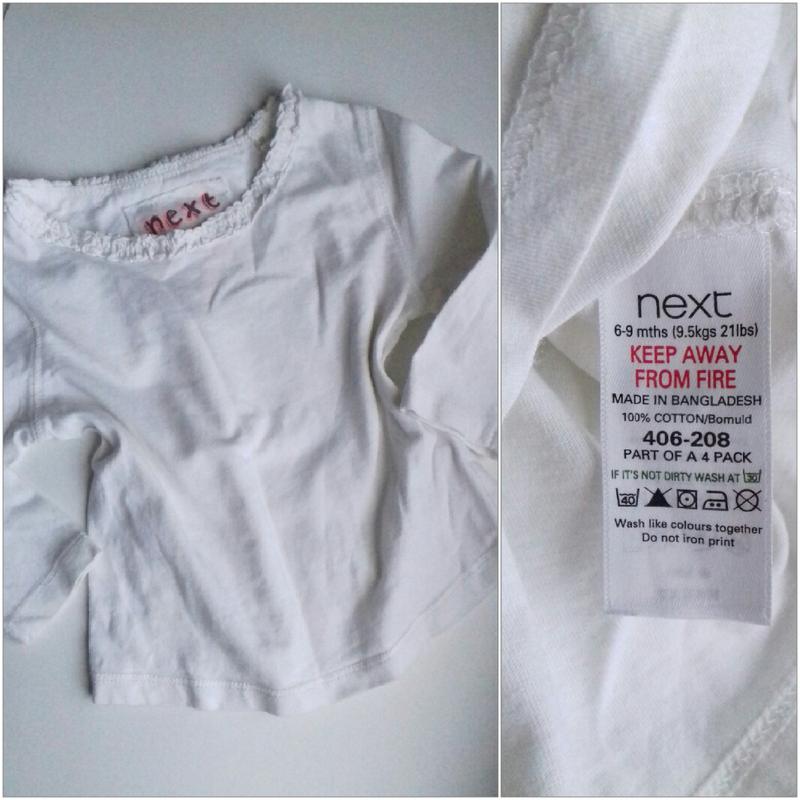 next
next
6-9 mths (9.5kgs 21lbs)
KEEP AWAY
FROM FIRE
MADE IN BANGLADESH
100% COTTON/Bomuld
406-208
PART OF A 4 PACK
IF IT'S NOT DIRTY WASH AT 30
40
Wash like colours together
Do not iron print